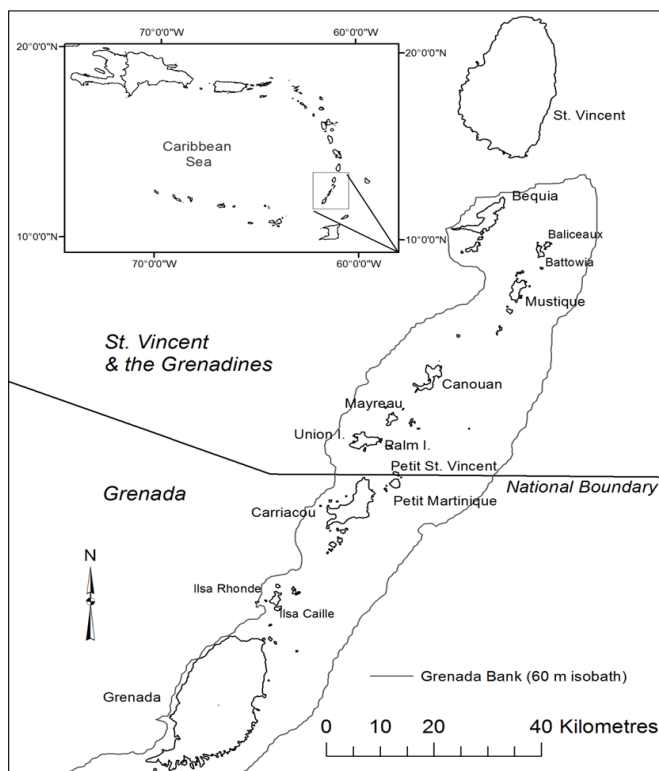 70°0'0"W
60°0'0"W
20°0'0"N
20°0'0"N
Caribbean
Sea
10°0'0"N
10°0'0"N
70°0'0"W
60°0'0"W
St. Vincent
Bequia
Baliceaux
Battowia
Mustique
St. Vincent
& the Grenadines
Canouan
Mayreau
Union I.
Palm I.
Petit St. Vincent
Grenada
National Boundary
Petit Martinique
Carriacou
N
Ilsa Rhonde
Ilsa Caille
Grenada
Grenada Bank (60 m isobath)
0 10 20 40 Kilometres